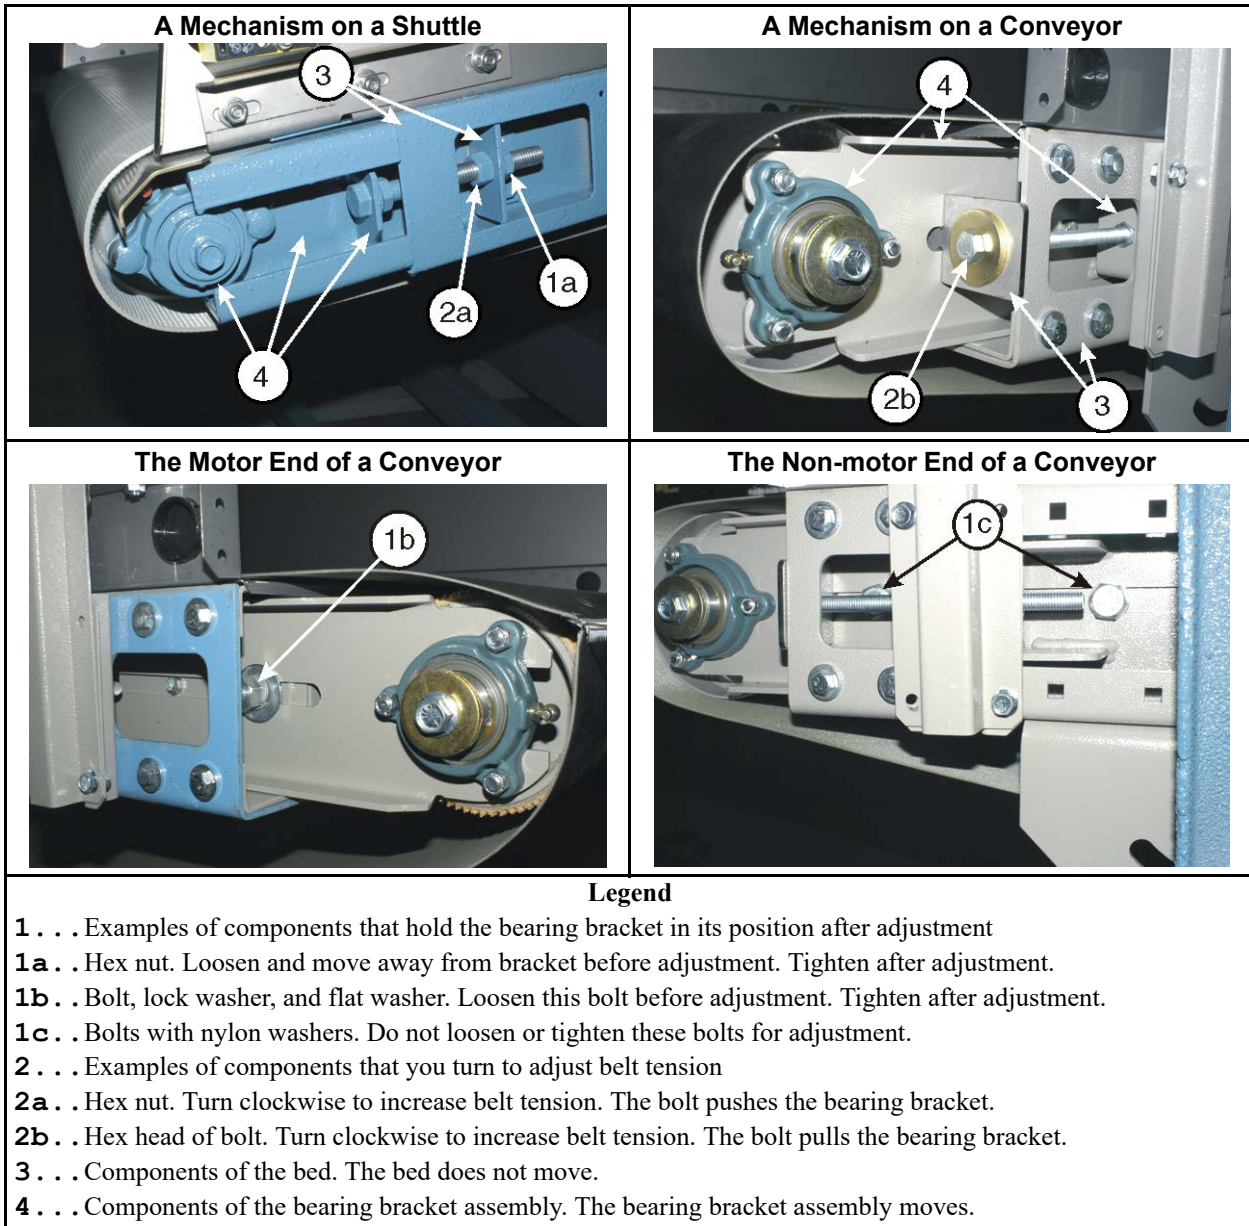 A Mechanism on a Shuttle
3
1a
2a
4
A Mechanism on a Conveyor
4
2b
3
The Motor End of a Conveyor
1b
The Non-motor End of a Conveyor
1c
Legend
1...Examples of components that hold the bearing bracket in its position after adjustment
1a..Hex nut. Loosen and move away from bracket before adjustment. Tighten after adjustment.
1b..Bolt, lock washer, and flat washer. Loosen this bolt before adjustment. Tighten after adjustment.
1c..Bolts with nylon washers. Do not loosen or tighten these bolts for adjustment.
2...Examples of components that you turn to adjust belt tension
2a..Hex nut. Turn clockwise to increase belt tension. The bolt pushes the bearing bracket.
2b..Hex head of bolt. Turn clockwise to increase belt tension. The bolt pulls the bearing bracket.
3...Components of the bed. The bed does not move.
4...Components of the bearing bracket assembly. The bearing bracket assembly moves.